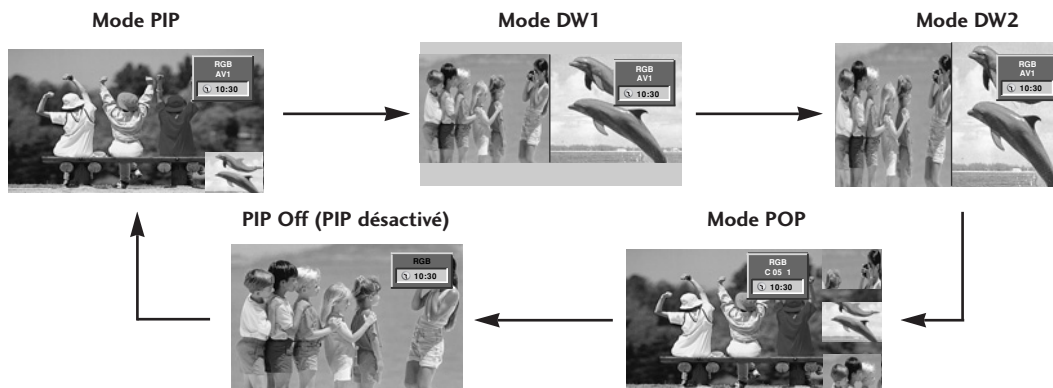 Mode PIP
Mode DW1
Mode DW2
RGB
AV1
10:30
RGB
AV1
10:30
RGB
AV1
10:30
PIP Off (PIP désactivé)
Mode POP
RGB
10:30
RGB
C 05 1
10:30